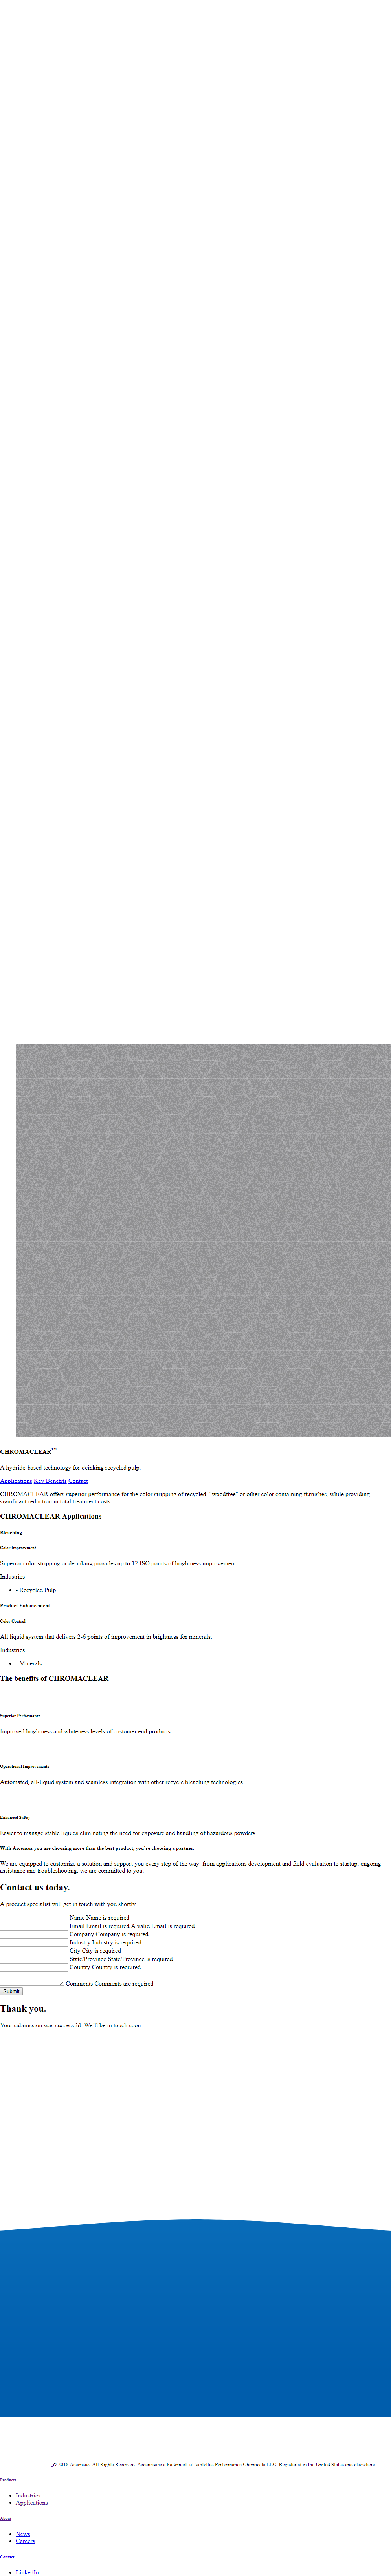 CHROMACLEAR™
A hydride-based technology for deinking recycled pulp.
Applications Key Benefits Contact
CHROMACLEAR offers superior performance for the color stripping of recycled, "woodfree" or other color containing furnishes, while providing
significant reduction in total treatment costs.
CHROMACLEAR Applications
Bleaching
Color Improvement
Superior color stripping or de-inking provides up to 12 ISO points of brightness improvement.
Industries
- Recycled Pulp
Product Enhancement
Color Control
All liquid system that delivers 2-6 points of improvement in brightness for minerals.
Industries
- Minerals
The benefits of CHROMACLEAR
Superior Performance
Improved brightness and whiteness levels of customer end products.
Operational Improvements
Automated, all-liquid system and seamless integration with other recycle bleaching technologies.
Enhanced Safety
Easier to manage stable liquids eliminating the need for exposure and handling of hazardous powders.
With Ascensus you are choosing more than the best product, you're choosing a partner.
We are equipped to customize a solution and support you every step of the way–from applications development and field evaluation to startup, ongoing
assistance and troubleshooting, we are committed to you.
Contact us today.
A product specialist will get in touch with you shortly.
Name Name is required
Email Email is required A valid Email is required
Company Company is required
Industry Industry is required
City City is required
State/Province State/Province is required
Country Country is required
Comments Comments are required
Submit
Thank you.
Your submission was successful. We'll be in touch soon.
© 2018 Ascensus. All Rights Reserved. Ascensus is a trademark of Vertellus Performance Chemicals LLC. Registered in the United States and elsewhere.
Products
Industries
Applications
About
News
Careers
Contact
LinkedIn